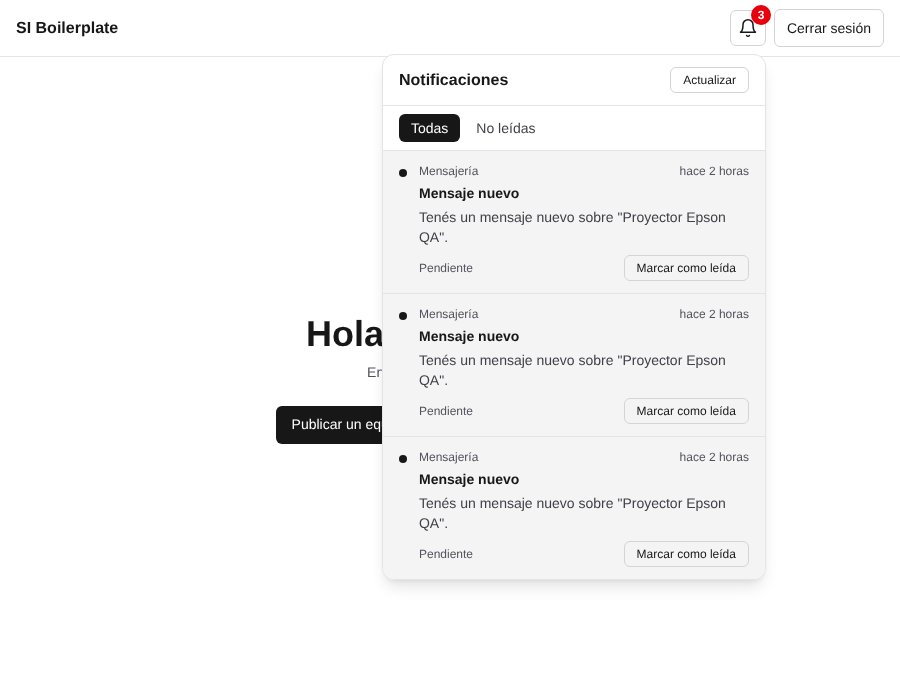 SI Boilerplate
3
Cerrar sesión
Notificaciones
Actualizar
Todas
No leídas
Mensajería
hace 2 horas
Mensaje nuevo
Tenés un mensaje nuevo sobre "Proyector Epson
QA".
Pendiente
Marcar como leída
Mensajería
hace 2 horas
Mensaje nuevo
Tenés un mensaje nuevo sobre "Proyector Epson
QA".
Pendiente
Marcar como leída
Mensajería
hace 2 horas
Mensaje nuevo
Tenés un mensaje nuevo sobre "Proyector Epson
QA".
Pendiente
Marcar como leída
Hola
Publicar un